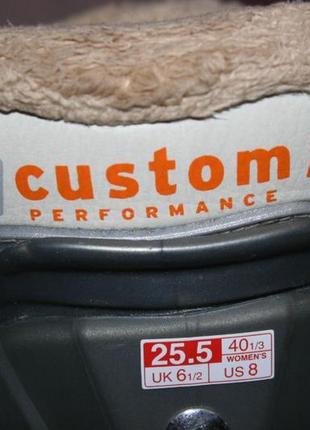 custom
PERFORMANCE
25.5 40 1/3 WOMEN'S
UK 6 1/2 US 8